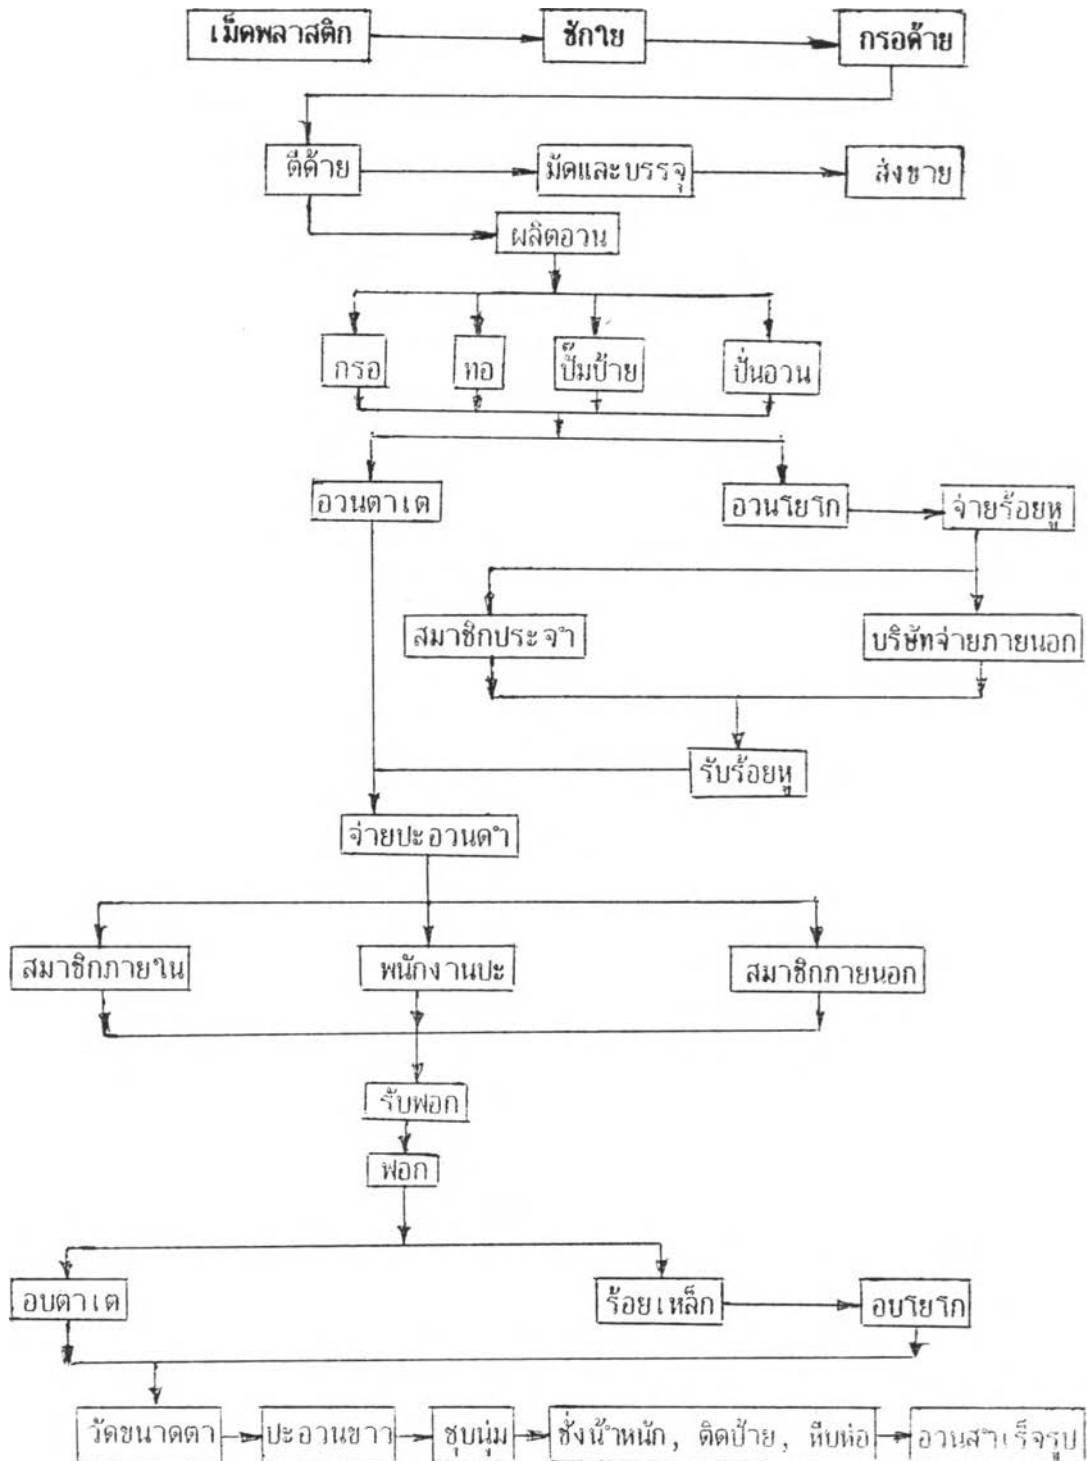 เม็ดพลาสติก
ชักใย
กรอด้าย
ตีด้าย
มัดและบรรจุ
ส่งขาย
ผลิตอวน
กรอ
ทอ
ปั๊มป้าย
ปั่นอวน
อวนตาเต
อวนโยโก
จ่ายร้อยหู
สมาชิกประจำ
บริษัทจ่ายภายนอก
รับร้อยหู
จ่ายปะอวนดำ
สมาชิกภายใน
พนักงานปะ
สมาชิกภายนอก
รับฟอก
ฟอก
อบตาเต
ร้อยเหล็ก
อบโยโก
วัดขนาดตา
ปะอวนขาว
ชุบนุ่ม
ชั่งน้ำหนัก, ติดป้าย, หีบห่อ
อวนสำเร็จรูป